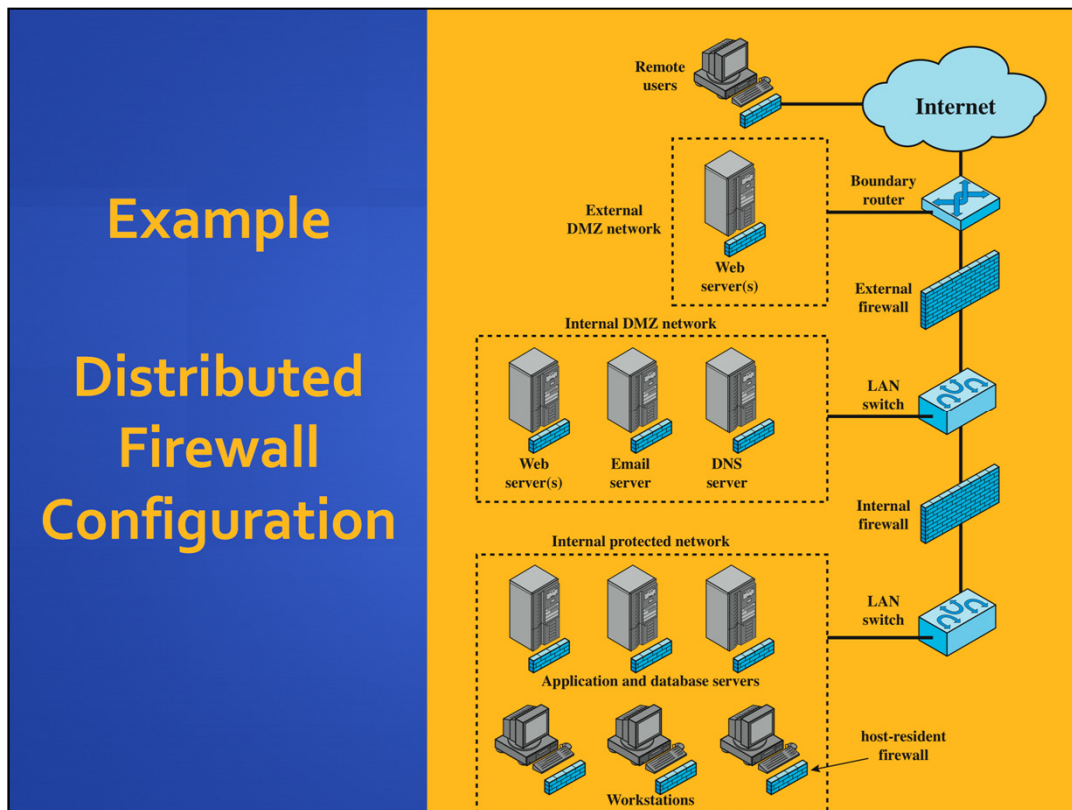 Example
Distributed
Firewall
Configuration
Remote
users
Internet
Boundary
router
External
DMZ network
Web
server(s)
External
firewall
Internal DMZ network
LAN
switch
Web
server(s)
Email
server
DNS
server
Internal
firewall
Internal protected network
LAN
switch
Application and database servers
host-resident
firewall
Workstations